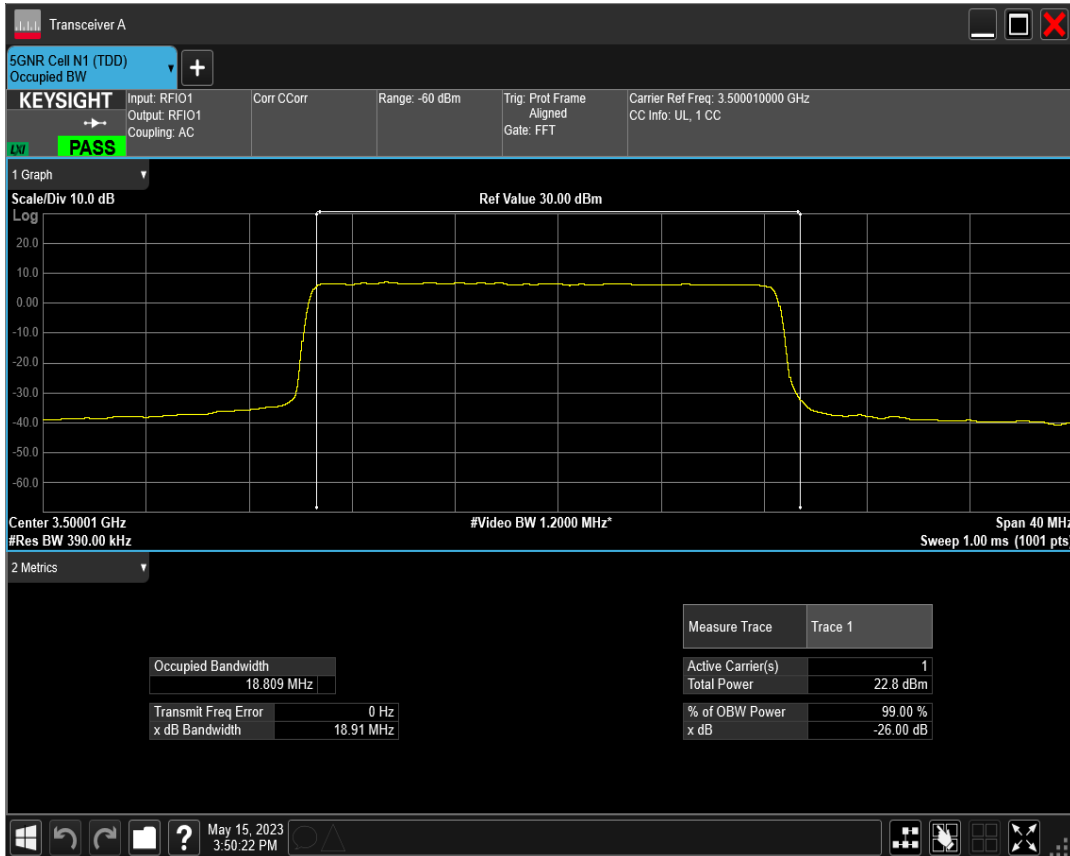 Transceiver A
5GNR Cell N1 (TDD)
Occupied BW
+
KEYSIGHT
LXI
PASS
Input: RFIO1
Output: RFIO1
Coupling: AC
Corr CCorr
Range: -60 dBm
Trig: Prot Frame
Aligned
Gate: FFT
Carrier Ref Freq: 3.500010000 GHz
CC Info: UL, 1 CC
1 Graph
Scale/Div 10.0 dB
Ref Value 30.00 dBm
Log
20.0
10.0
0.00
-10.0
-20.0
-30.0
-40.0
-50.0
-60.0
Center 3.50001 GHz
#Video BW 1.2000 MHz*
Span 40 MHz
#Res BW 390.00 kHz
Sweep 1.00 ms (1001 pts)
2 Metrics
Measure Trace Trace 1
Occupied Bandwidth
18.809 MHz
Active Carrier(s) 1
Total Power 22.8 dBm
Transmit Freq Error 0 Hz
x dB Bandwidth 18.91 MHz
% of OBW Power 99.00 %
x dB -26.00 dB
?
May 15, 2023
3:50:22 PM